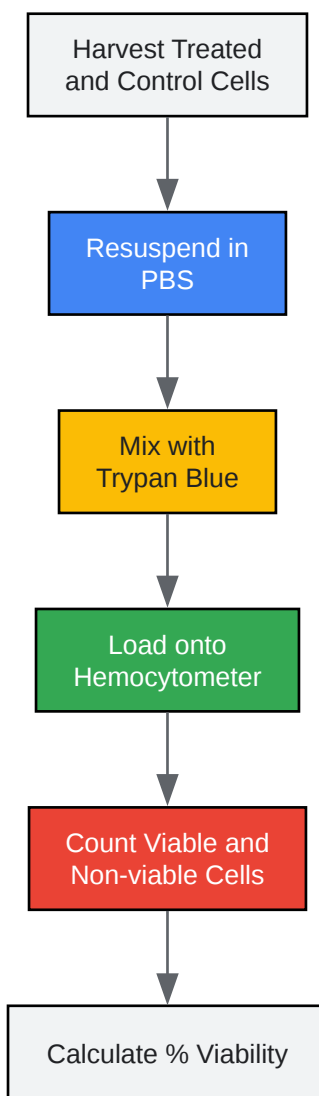 Harvest Treated
and Control Cells
Resuspend in
PBS
Mix with
Trypan Blue
Load onto
Hemocytometer
Count Viable and
Non-viable Cells
Calculate % Viability